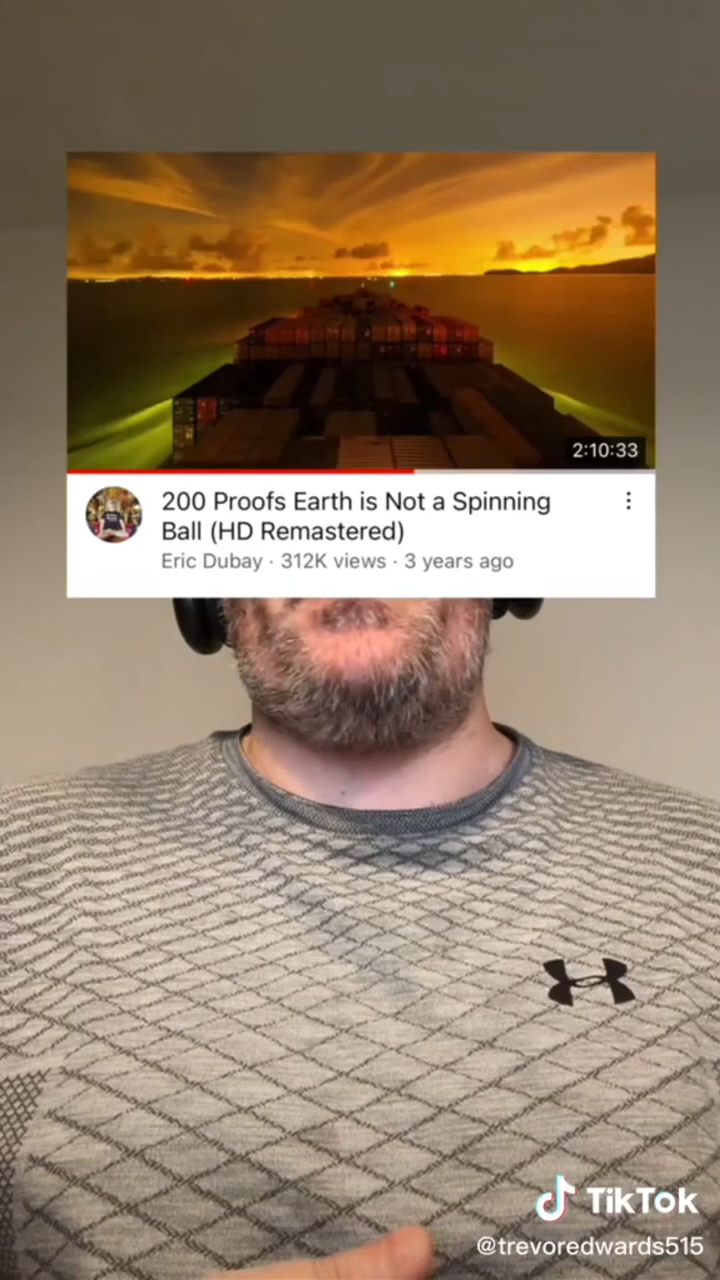 2:10:33
200 Proofs Earth is Not a Spinning
Ball (HD Remastered)
Eric Dubay · 312K views · 3 years ago
TikTok
@trevoredwards515